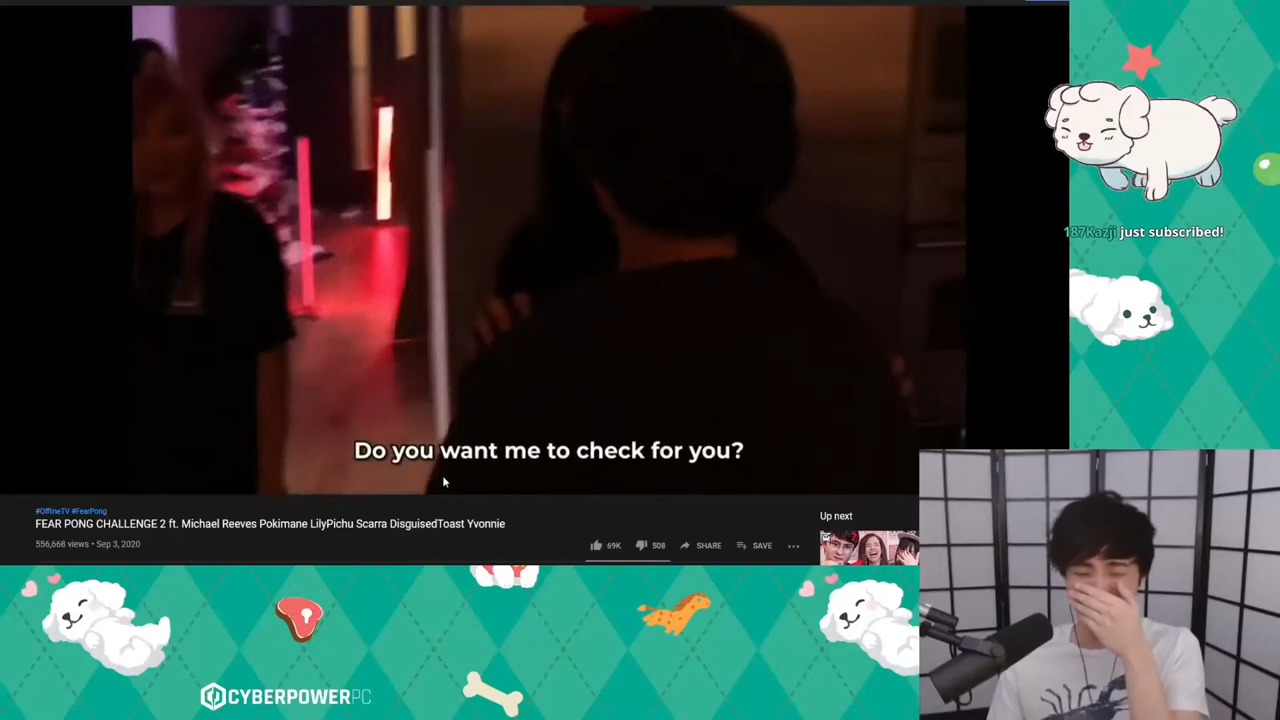 187Kazji just subscribed!
Do you want me to check for you?
#OfflineTV #FearPong
FEAR PONG CHALLENGE 2 ft. Michael Reeves Pokimane LilyPichu Scarra DisguisedToast Yvonnie
556,668 views • Sep 3, 2020
69K
508
SHARE
SAVE
Up next
CYBERPOWERPC